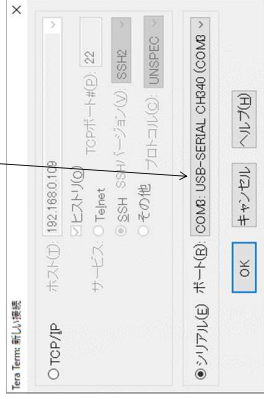 Tera Term: 新しい接続
TCP/IP
ホスト(T): 192.168.0.109
ヒストリ(O)
サービス Telnet TCPポート#(P): 22
SSH SSHバージョン(V): SSH2
その他 プロトコル(C): UNSPEC
シリアル(E) ポート(R): COM3: USB-SERIAL CH340 (COM3
OK キャンセル ヘルプ(H)